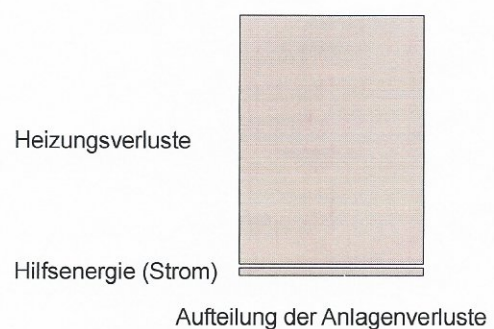 Heizungsverluste
Hilfsenergie (Strom)
Aufteilung der Anlagenverluste